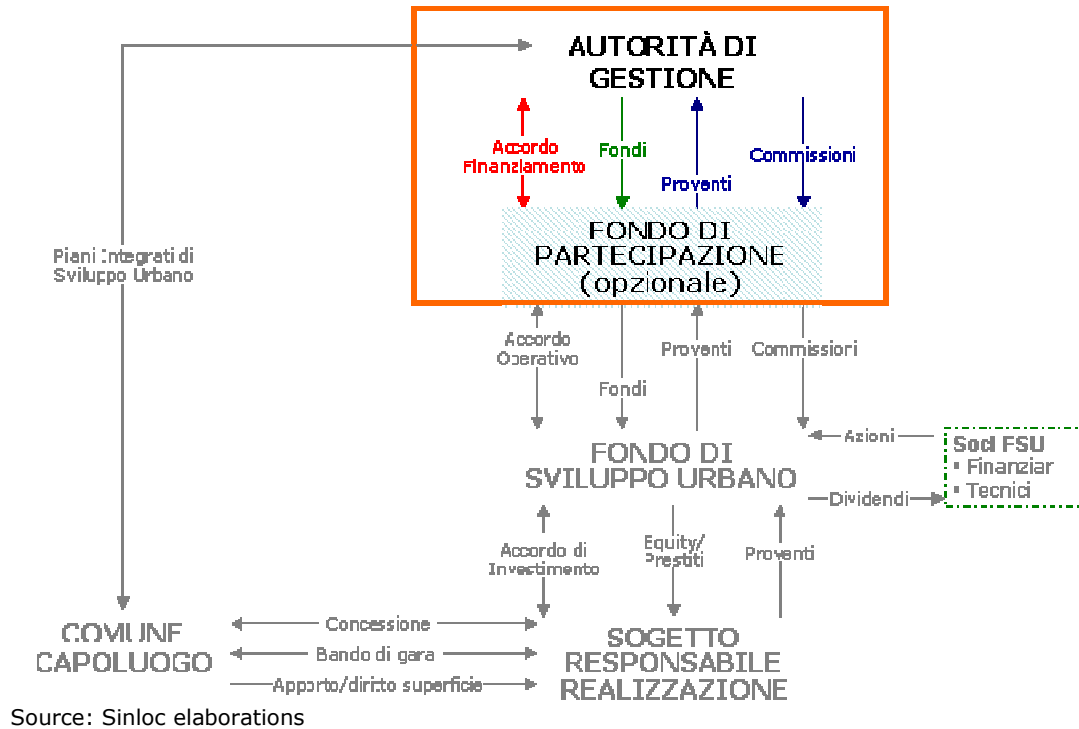 AUTORITÀ DI
GESTIONE
Accordo
Finanziamento
Fondi
Proventi
Commissioni
FONDO DI
PARTECIPAZIONE
(opzionale)
Piani Integrati di
Sviluppo Urbano
Accordo
Operativo
Fondi
Proventi
Commissioni
FONDO DI
SVILUPPO URBANO
Azioni
Dividendi
Soci FSU
▪ Finanziar
▪ Tecnici
Accordo di
Investimento
Equity/
Prestiti
Proventi
COMUNE
CAPOLUOGO
Concessione
Bando di gara
Apporto/diritto superficie
SOGETTO
RESPONSABILE
REALIZZAZIONE
Source: Sinloc elaborations